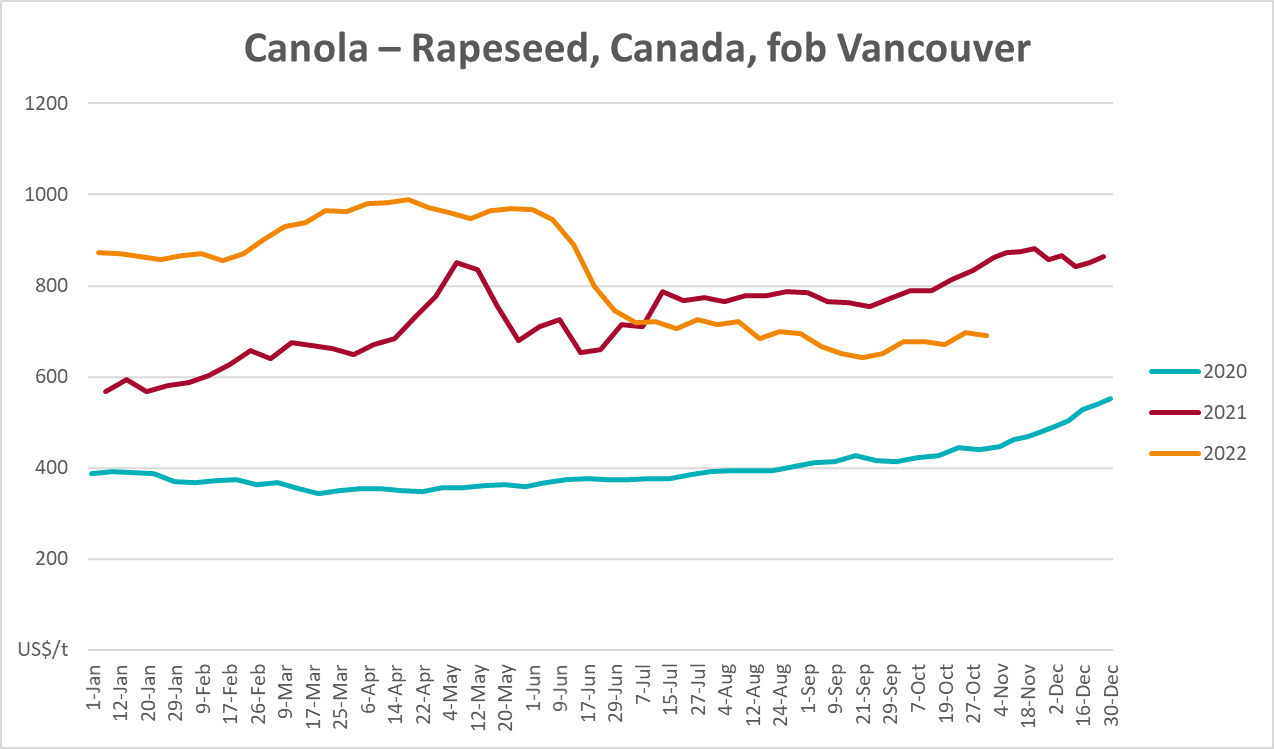 Canola – Rapeseed, Canada, fob Vancouver
1200
1000
800
600
400
200
US$/t
1-Jan
12-Jan
20-Jan
29-Jan
9-Feb
17-Feb
26-Feb
9-Mar
17-Mar
25-Mar
6-Apr
14-Apr
22-Apr
4-May
12-May
20-May
1-Jun
9-Jun
17-Jun
29-Jun
7-Jul
15-Jul
27-Jul
4-Aug
12-Aug
24-Aug
1-Sep
9-Sep
21-Sep
29-Sep
7-Oct
19-Oct
27-Oct
4-Nov
18-Nov
2-Dec
16-Dec
30-Dec
2020
2021
2022